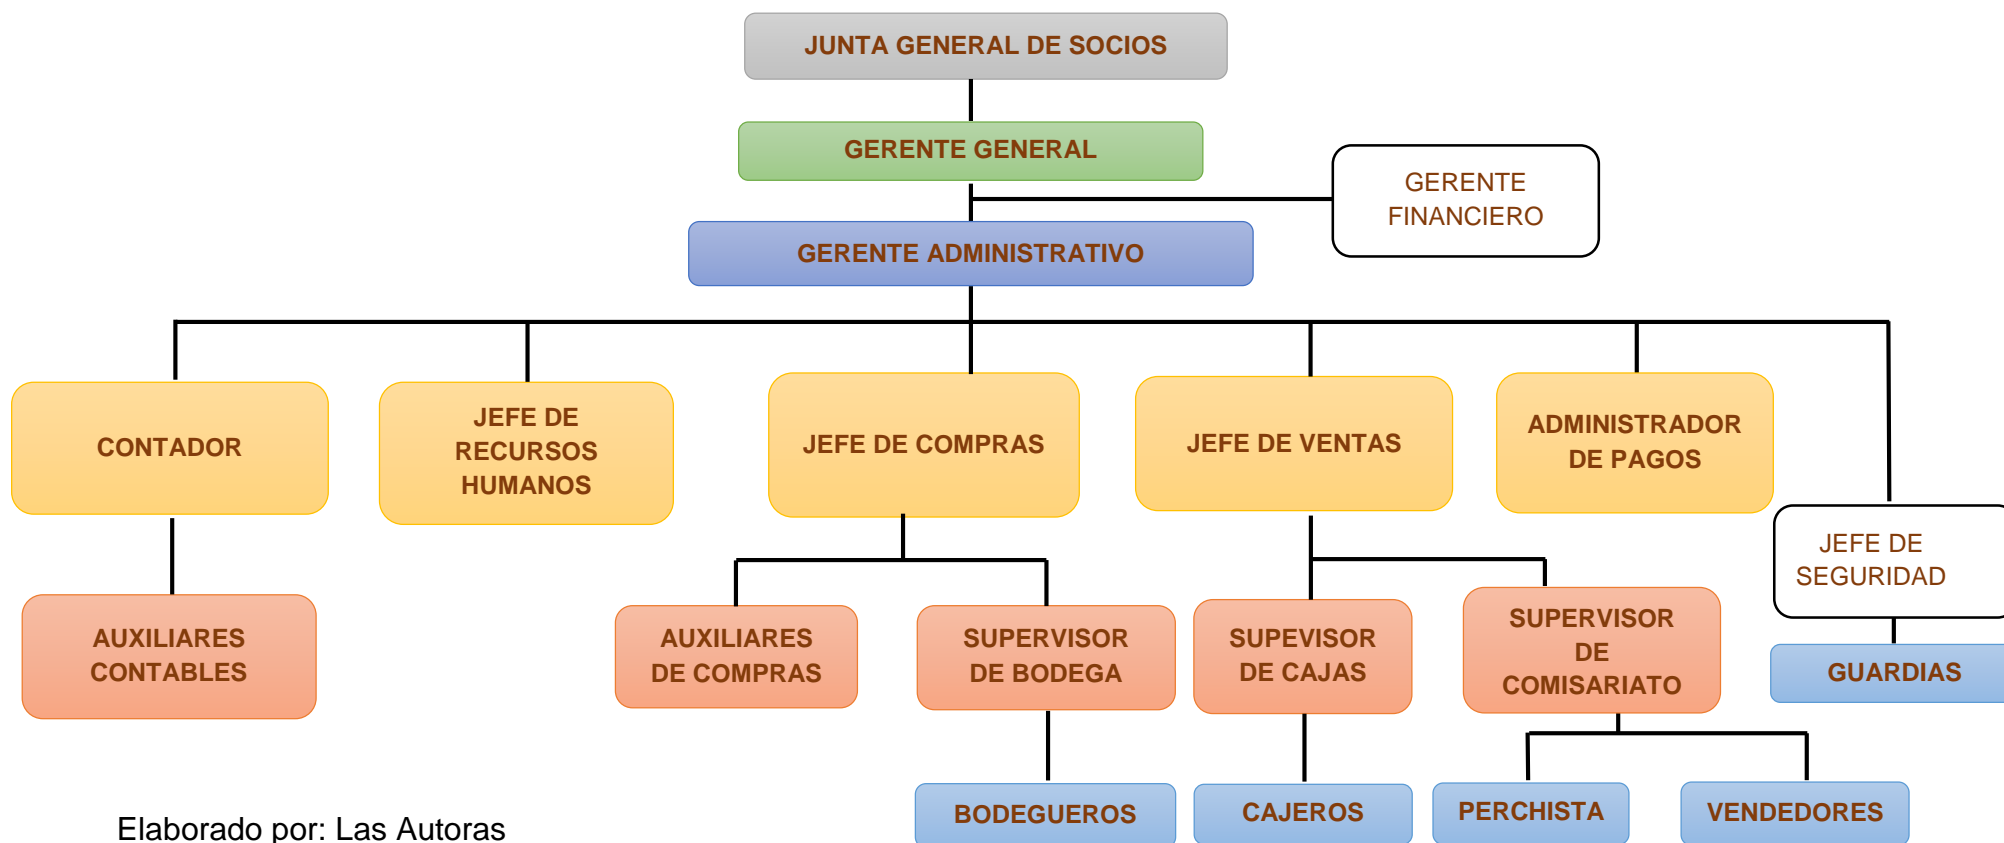 JUNTA GENERAL DE SOCIOS
GERENTE GENERAL
GERENTE
FINANCIERO
GERENTE ADMINISTRATIVO
CONTADOR
JEFE DE
RECURSOS
HUMANOS
JEFE DE COMPRAS
JEFE DE VENTAS
ADMINISTRADOR
DE PAGOS
JEFE DE
SEGURIDAD
AUXILIARES
CONTABLES
AUXILIARES
DE COMPRAS
SUPERVISOR
DE BODEGA
SUPEVISOR
DE CAJAS
SUPERVISOR
DE
COMISARIATO
GUARDIAS
BODEGUEROS
CAJEROS
PERCHISTA
VENDEDORES
Elaborado por: Las Autoras